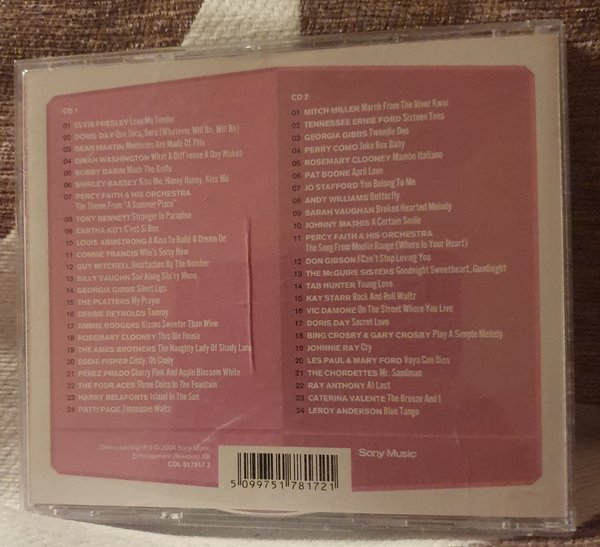 CD 1
01 ELVIS PRESLEY Love Me Tender
02 DORIS DAY Que Sera, Sera (Whatever Will Be, Will Be)
03 DEAN MARTIN Memories Are Made Of This
04 DINAH WASHINGTON What A Diff'rence A Day Makes
05 BOBBY DARIN Mack The Knife
06 SHIRLEY BASSEY Kiss Me, Honey Honey, Kiss Me
07 PERCY FAITH & HIS ORCHESTRA
The Theme From "A Summer Place"
08 TONY BENNETT Stranger In Paradise
09 EARTHA KITT C'est Si Bon
10 LOUIS ARMSTRONG A Kiss To Build A Dream On
11 CONNIE FRANCIS Who's Sorry Now
12 GUY MITCHELL Heartaches By The Number
13 BILLY VAUGHN Sail Along Silv'ry Moon
14 GEORGIA GIBBS Silent Lips
15 THE PLATTERS My Prayer
16 DEBBIE REYNOLDS Tammy
17 JIMMIE RODGERS Kisses Sweeter Than Wine
18 ROSEMARY CLOONEY This Ole House
19 THE AMES BROTHERS The Naughty Lady Of Shady Lane
20 EDDIE FISHER Cindy, Oh Cindy
21 PÉREZ PRADO Cherry Pink And Apple Blossom White
22 THE FOUR ACES Three Coins In The Fountain
23 HARRY BELAFONTE Island In The Sun
24 PATTI PAGE Tennessee Waltz
CD 2
01 MITCH MILLER March From The River Kwai
02 TENNESSEE ERNIE FORD Sixteen Tons
03 GEORGIA GIBBS Tweedle Dee
04 PERRY COMO Juke Box Baby
05 ROSEMARY CLOONEY Mambo Italiano
06 PAT BOONE April Love
07 JO STAFFORD You Belong To Me
08 ANDY WILLIAMS Butterfly
09 SARAH VAUGHAN Broken Hearted Melody
10 JOHNNY MATHIS A Certain Smile
11 PERCY FAITH & HIS ORCHESTRA
The Song From Moulin Rouge (Where Is Your Heart)
12 DON GIBSON I Can't Stop Loving You
13 THE McGUIRE SISTERS Goodnight Sweetheart, Goodnight
14 TAB HUNTER Young Love
15 KAY STARR Rock And Roll Waltz
16 VIC DAMONE On The Street Where You Live
17 DORIS DAY Secret Love
18 BING CROSBY & GARY CROSBY Play A Simple Melody
19 JOHNNIE RAY Cry
20 LES PAUL & MARY FORD Vaya Con Dios
21 THE CHORDETTES Mr. Sandman
22 RAY ANTHONY At Last
23 CATERINA VALENTE The Breeze And I
24 LEROY ANDERSON Blue Tango
Denna samling ℗ & © 2004 Sony Music
Entertainment (Sweden) AB
COL 517817 2
5 099751 781721
Sony Music